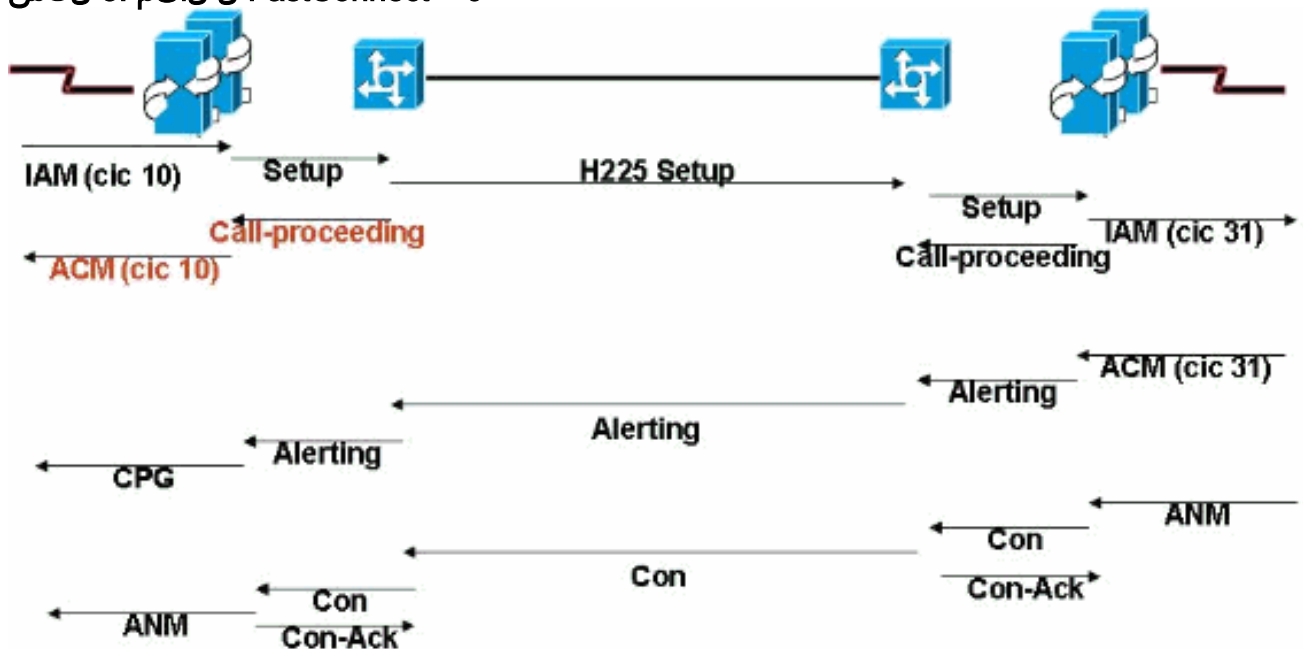 FastConnect
IAM (cic 10)
Setup
H225 Setup
Setup
IAM (cic 31)
Call-proceeding
Call-proceeding
ACM (cic 10)
ACM (cic 31)
Alerting
Alerting
Alerting
CPG
ANM
Con
Con
Con-Ack
Con
ANM
Con-Ack